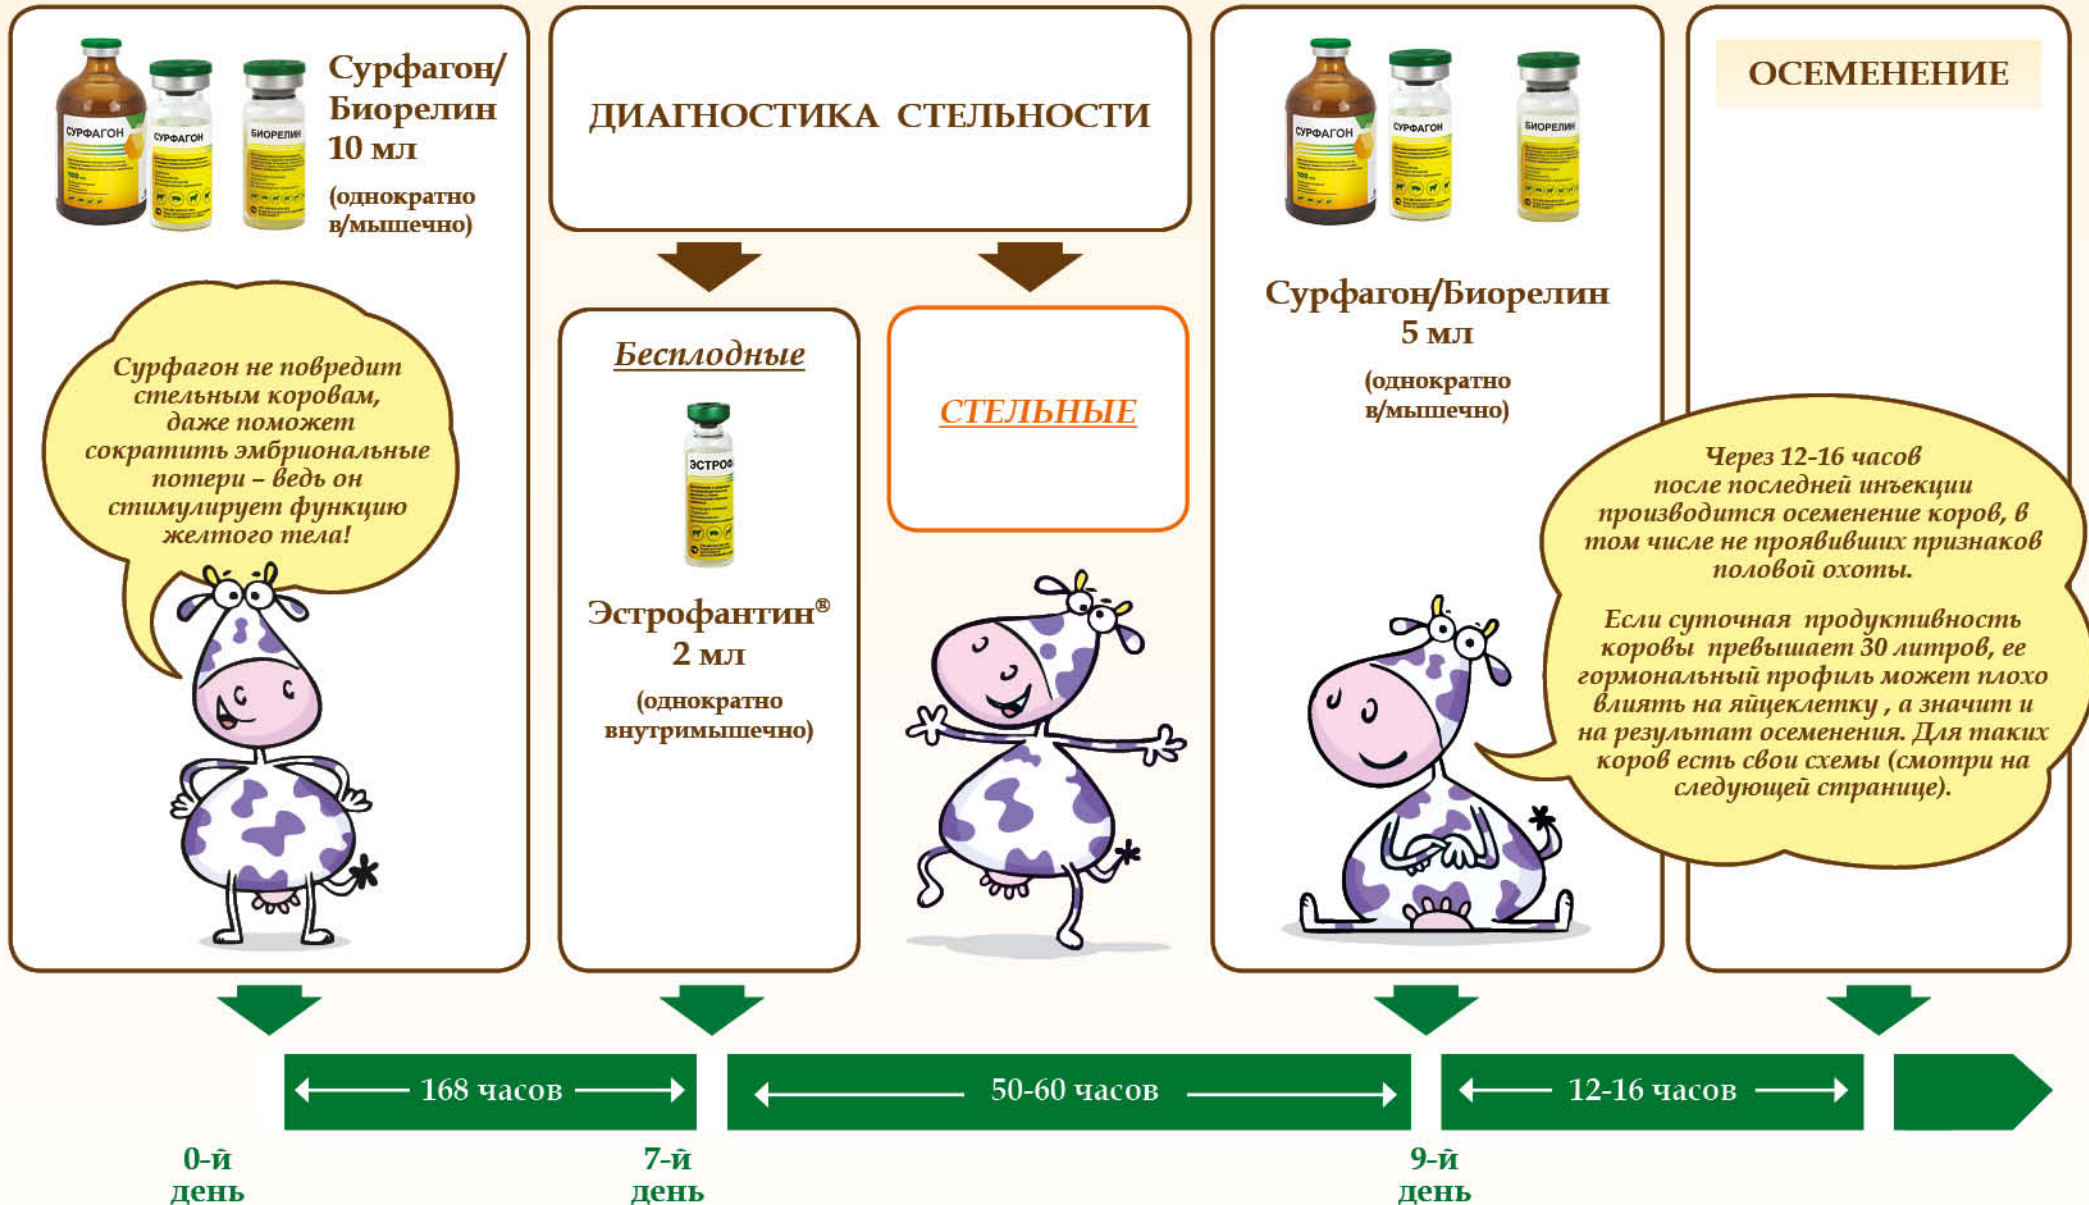 Сурфагон/
Биорелин
10 мл
(однократно
в/мышечно)
СУРФАГОН
100 мл
СУРФАГОН
БИОРЕЛИН
Сурфагон не повредит
стельным коровам,
даже поможет
сократить эмбриональные
потери – ведь он
стимулирует функцию
желтого тела!
ДИАГНОСТИКА СТЕЛЬНОСТИ
Бесплодные
ЭСТРОФ
Эстрофантин®
2 мл
(однократно
внутримышечно)
СТЕЛЬНЫЕ
СУРФАГОН
100 мл
СУРФАГОН
БИОРЕЛИН
Сурфагон/Биорелин
5 мл
(однократно
в/мышечно)
ОСЕМЕНЕНИЕ
Через 12-16 часов
после последней инъекции
производится осеменение коров, в
том числе не проявивших признаков
половой охоты.
Если суточная продуктивность
коровы превышает 30 литров, ее
гормональный профиль может плохо
влиять на яйцеклетку , а значит и
на результат осеменения. Для таких
коров есть свои схемы (смотри на
следующей странице).
168 часов
50-60 часов
12-16 часов
0-й
день
7-й
день
9-й
день